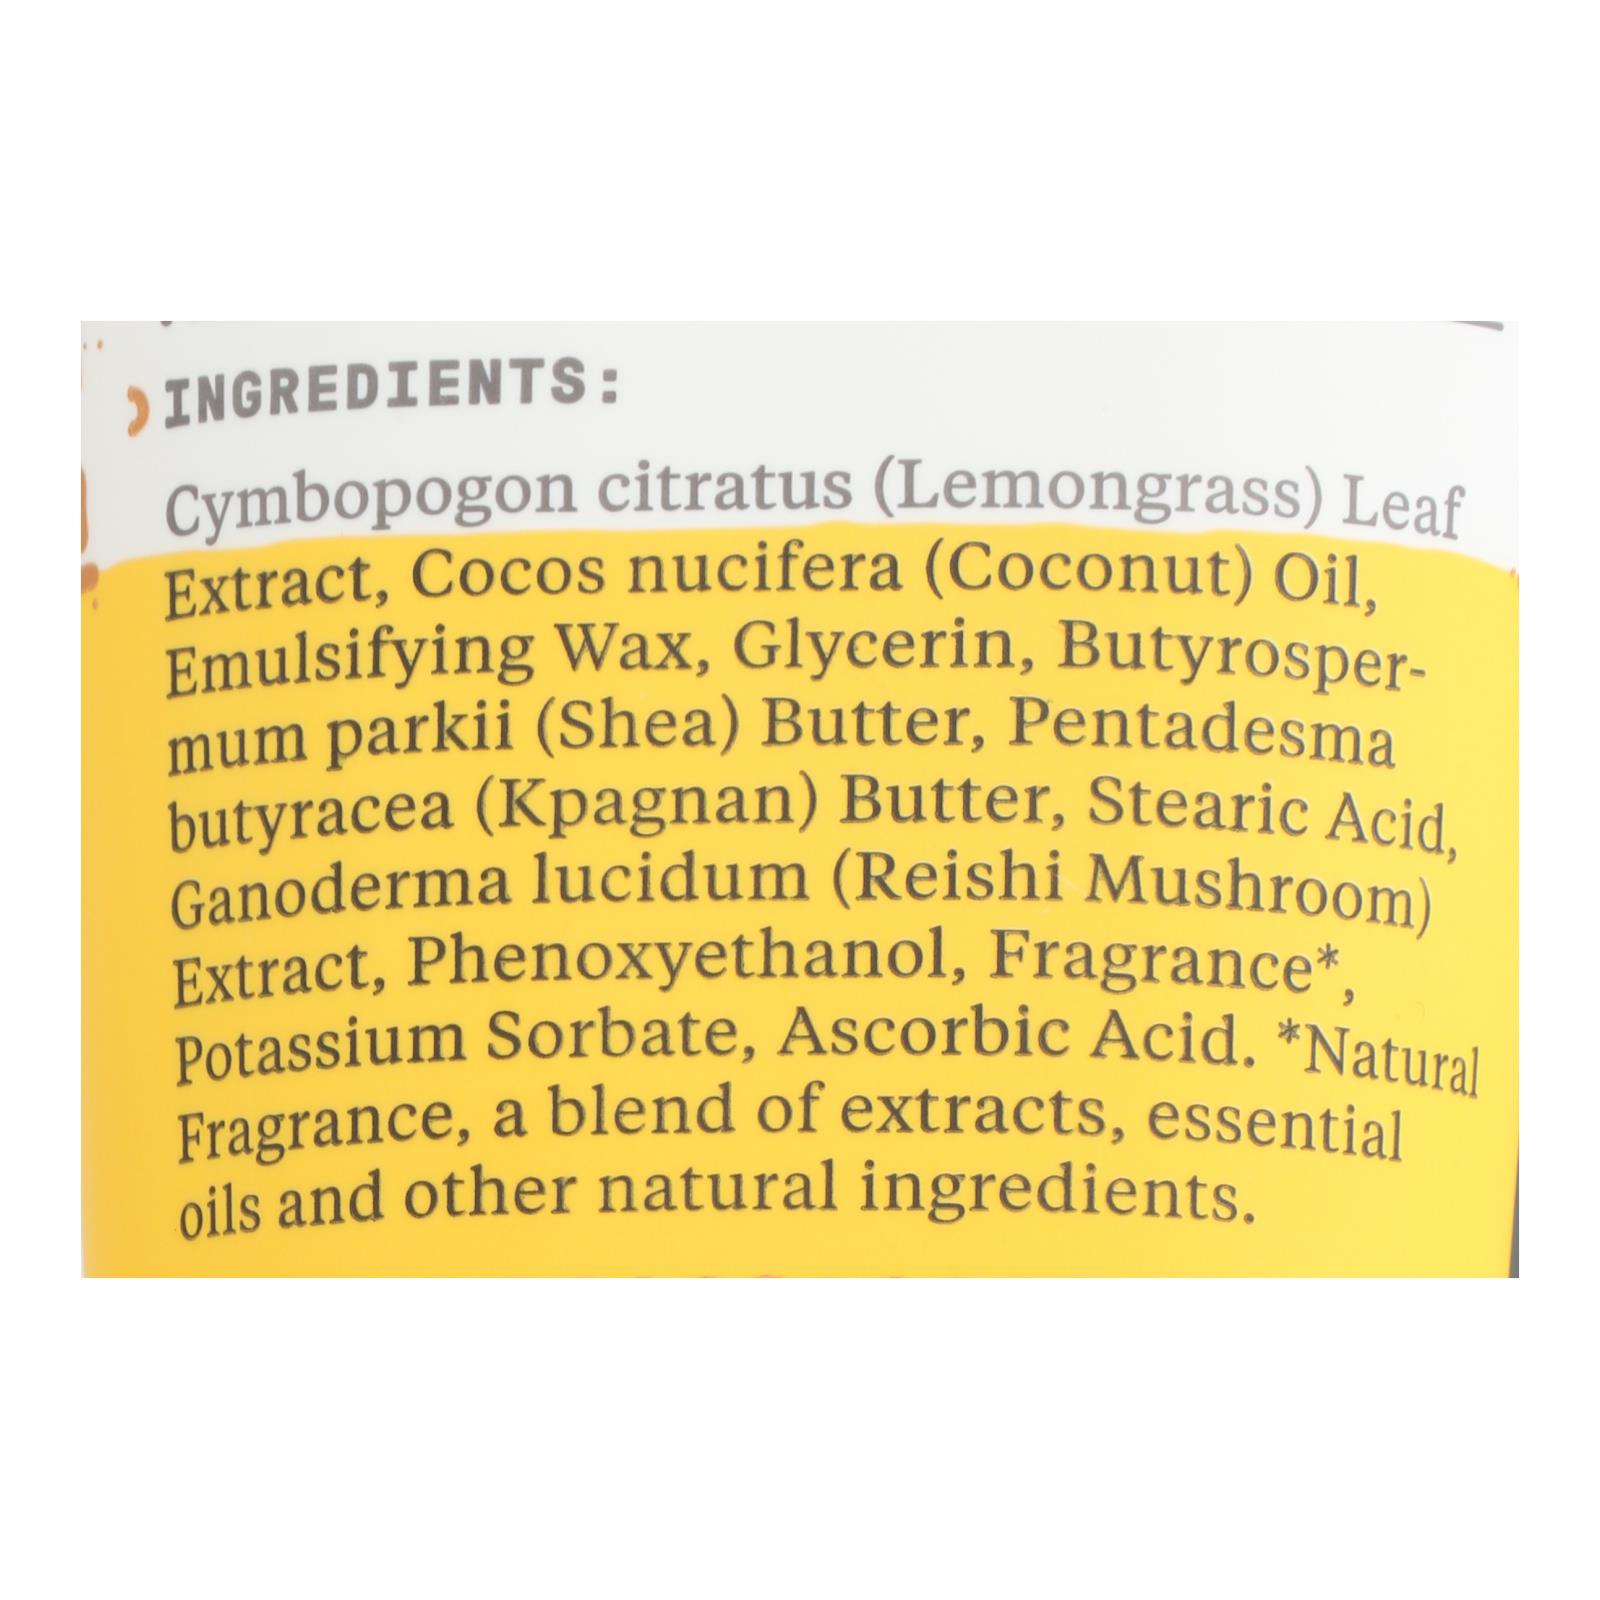 INGREDIENTS:
Cymbopogon citratus (Lemongrass) Leaf
Extract, Cocos nucifera (Coconut) Oil,
Emulsifying Wax, Glycerin, Butyrosper-
mum parkii (Shea) Butter, Pentadesma
butyracea (Kpagnan) Butter, Stearic Acid,
Ganoderma lucidum (Reishi Mushroom)
Extract, Phenoxyethanol, Fragrance*,
Potassium Sorbate, Ascorbic Acid. *Natural
Fragrance, a blend of extracts, essential
oils and other natural ingredients.